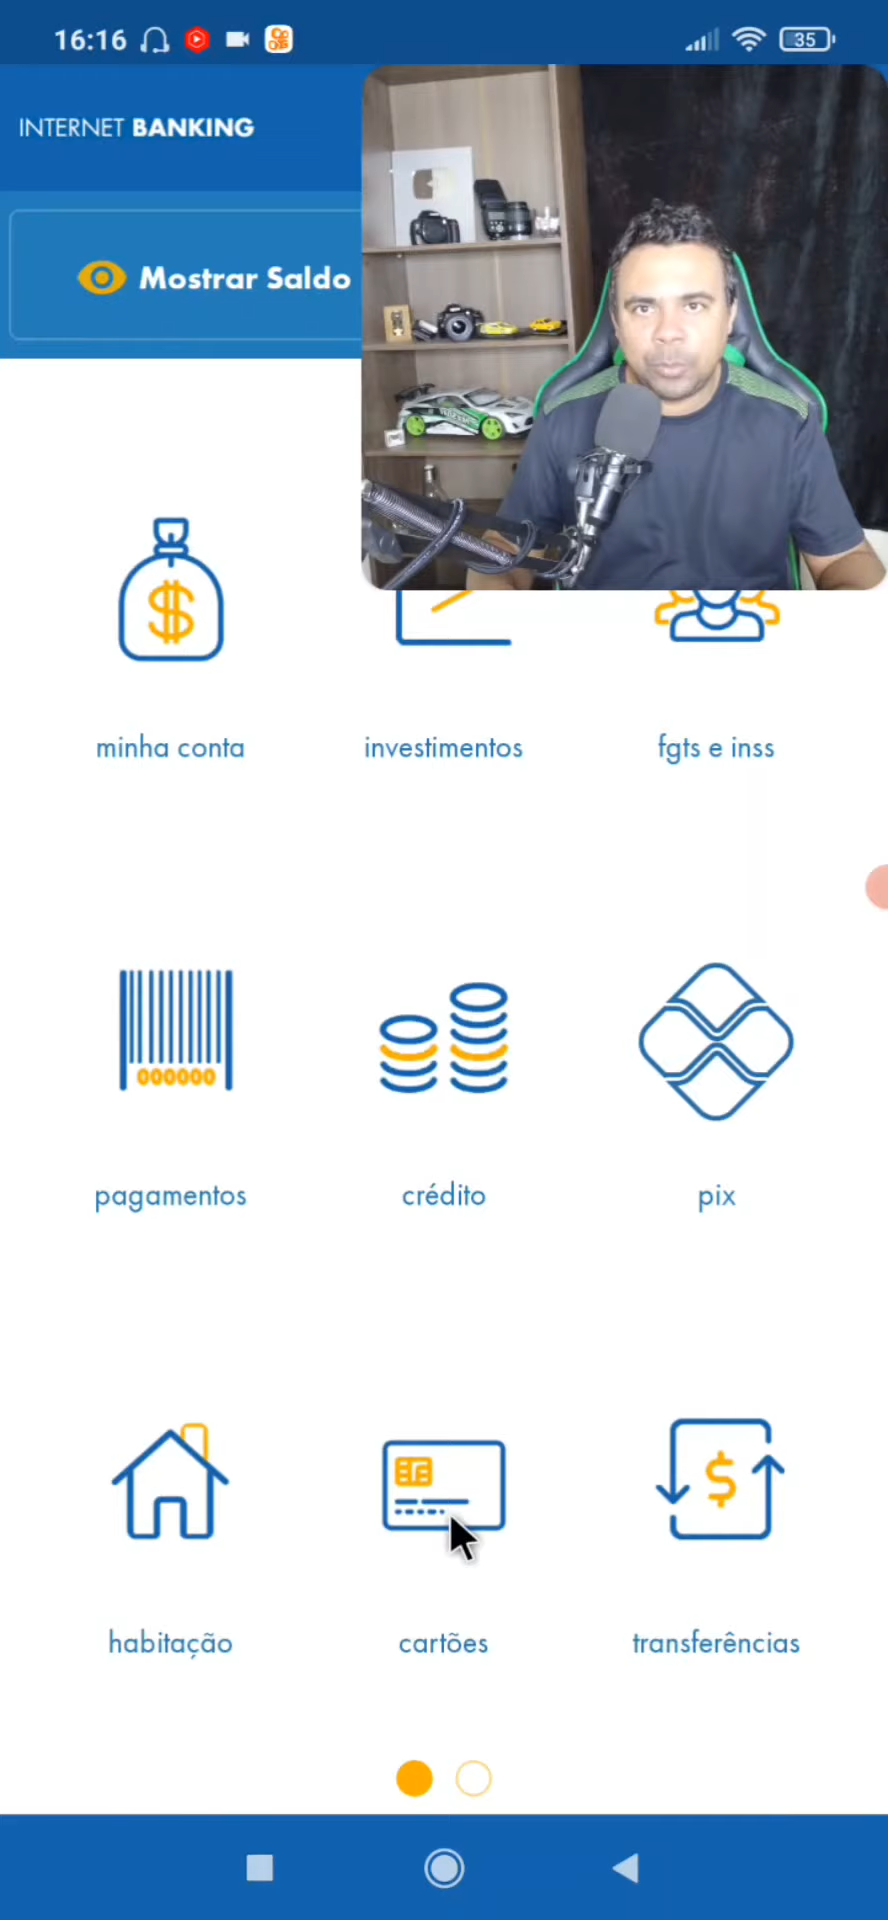 16:16
35
INTERNET BANKING
Mostrar Saldo
minha conta
investimentos
fgts e inss
000000
pagamentos
crédito
pix
habitação
cartões
transferências